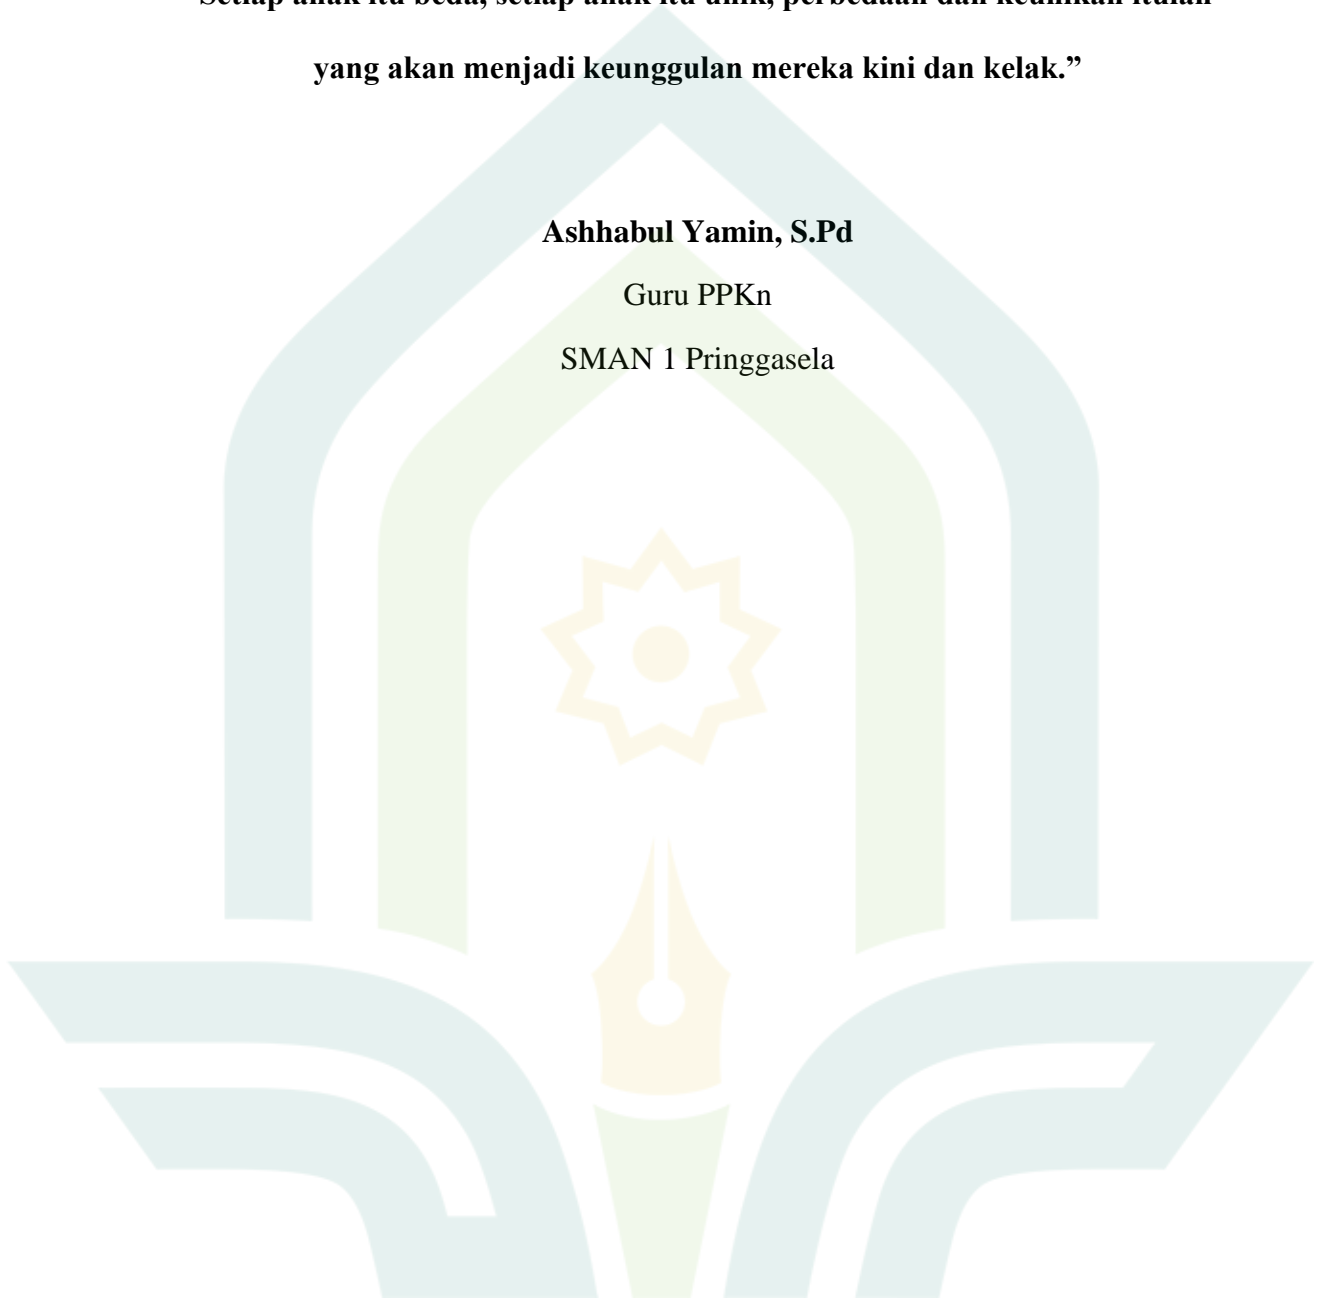 Setiap anak itu beda, setiap anak itu unik, perbedaan dan keunikan itulah
yang akan menjadi keunggulan mereka kini dan kelak.”
Ashhabul Yamin, S.Pd
Guru PPKn
SMAN 1 Pringgasela